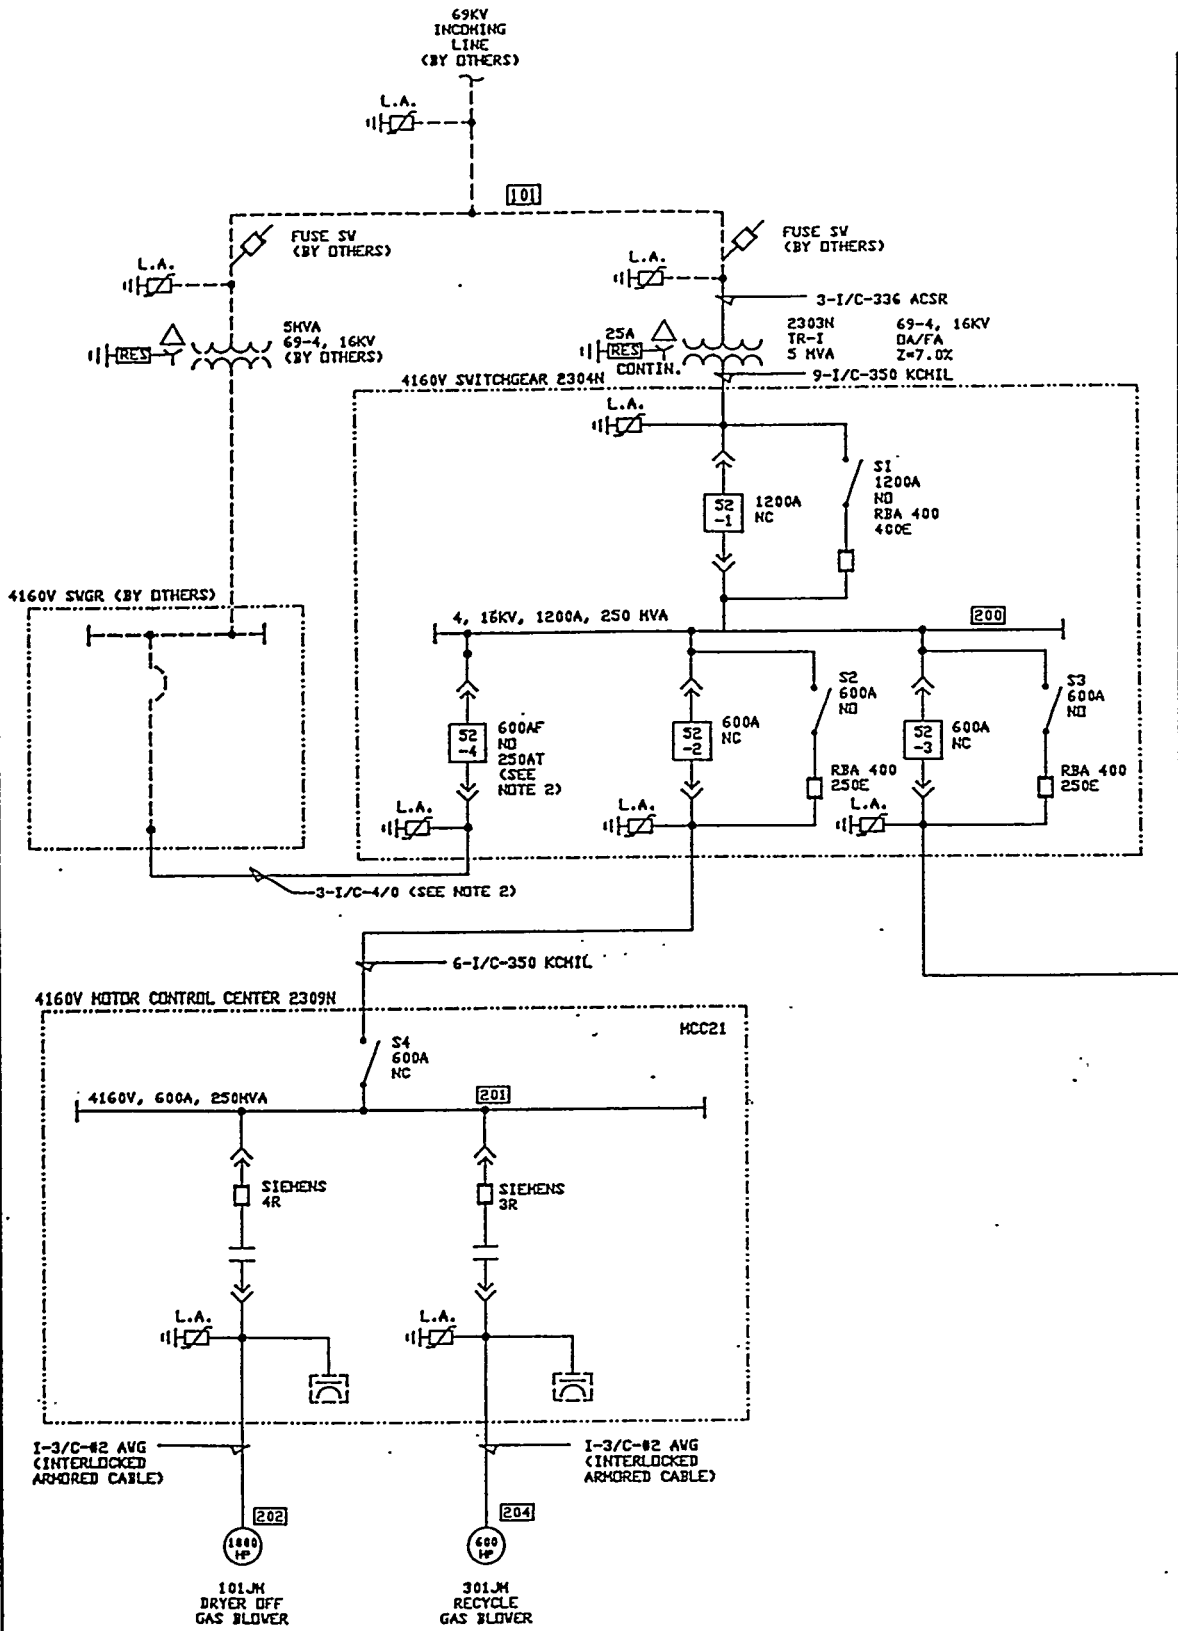 69KV
INCOMING
LINE
(BY OTHERS)
L.A.
101
FUSE SW
(BY OTHERS)
FUSE SW
(BY OTHERS)
L.A.
L.A.
3-1/C-336 ACSR
5MVA
69-4, 16KV
(BY OTHERS)
RES
25A
RES
CONTIN.
2303N
TR-1
5 MVA
69-4, 16KV
OA/FA
Z=7.0%
9-1/C-350 KCMIL
4160V SWITCHGEAR 2304N
L.A.
52
-1
1200A
NC
S1
1200A
NO
RBA 400
400E
4160V SWGR (BY OTHERS)
4, 16KV, 1200A, 250 MVA
200
52
-4
600AF
NO
250AT
(SEE
NOTE 2)
52
-2
600A
NC
S2
600A
NO
RBA 400
250E
52
-3
600A
NC
S3
600A
NO
RBA 400
250E
L.A.
L.A.
L.A.
3-1/C-4/0 (SEE NOTE 2)
6-1/C-350 KCMIL
4160V MOTOR CONTROL CENTER 2309N
MCC21
S4
600A
NC
4160V, 600A, 250MVA
201
SIEMENS
4R
SIEMENS
3R
L.A.
L.A.
1-3/C-#2 AWG
(INTERLOCKED
ARMORED CABLE)
1-3/C-#2 AWG
(INTERLOCKED
ARMORED CABLE)
202
204
HP
600
HP
101JM
DRYER OFF
GAS BLOWER
301JM
RECYCLE
GAS BLOWER